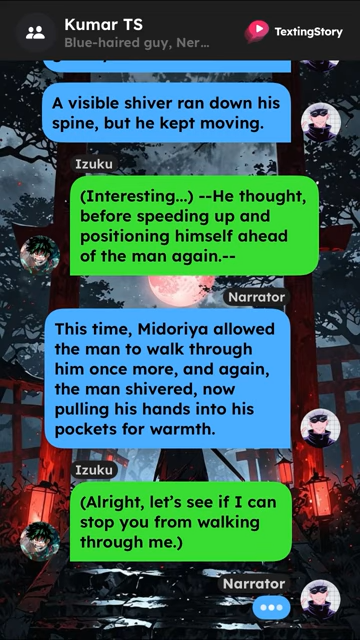 Kumar TS
Blue-haired guy, Ner...
TextingStory
A visible shiver ran down his
spine, but he kept moving.
Izuku
(Interesting...) --He thought,
before speeding up and
positioning himself ahead
of the man again.--
Narrator
This time, Midoriya allowed
the man to walk through
him once more, and again,
the man shivered, now
pulling his hands into his
pockets for warmth.
Izuku
(Alright, let's see if I can
stop you from walking
through me.)
Narrator